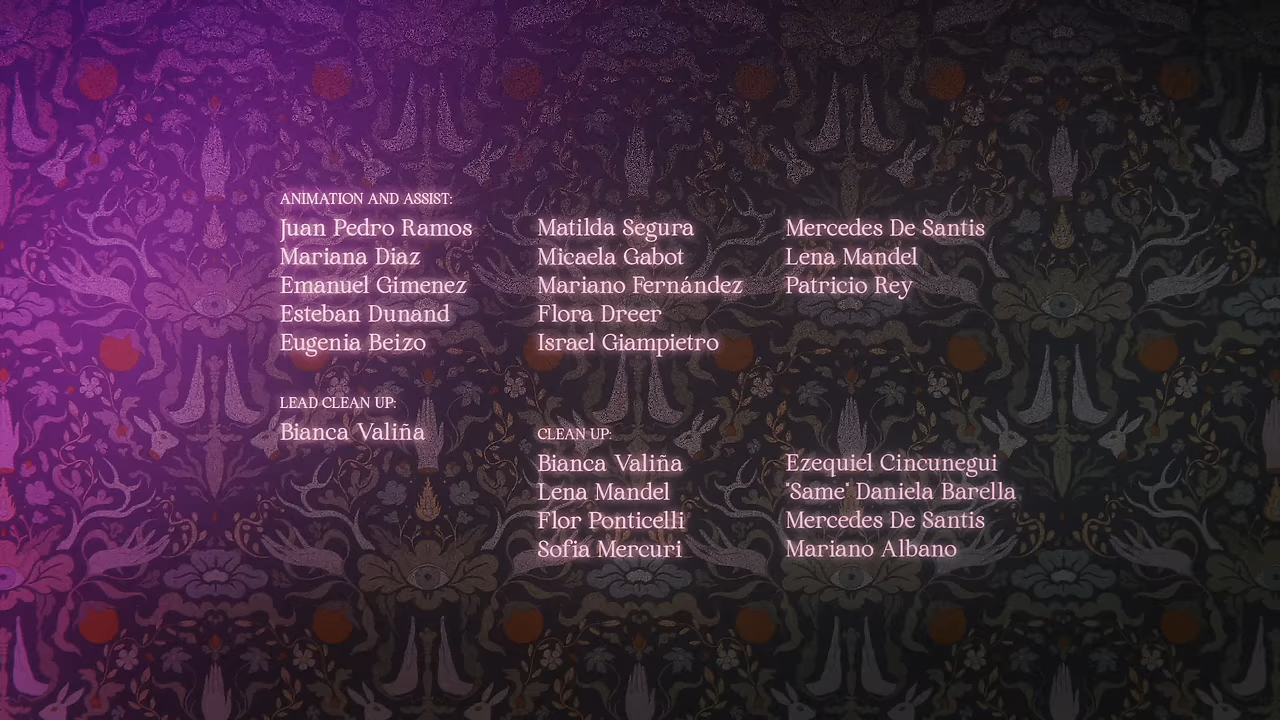 ANIMATION AND ASSIST:
Juan Pedro Ramos
Mariana Diaz
Emanuel Gimenez
Esteban Dunand
Eugenia Beizo
Matilda Segura
Micaela Gabot
Mariano Fernández
Flora Dreer
Israel Giampietro
Mercedes De Santis
Lena Mandel
Patricio Rey
LEAD CLEAN UP:
Bianca Valiña
CLEAN UP:
Bianca Valiña
Lena Mandel
Flor Ponticelli
Sofia Mercuri
Ezequiel Cincunegui
"Same" Daniela Barella
Mercedes De Santis
Mariano Albano